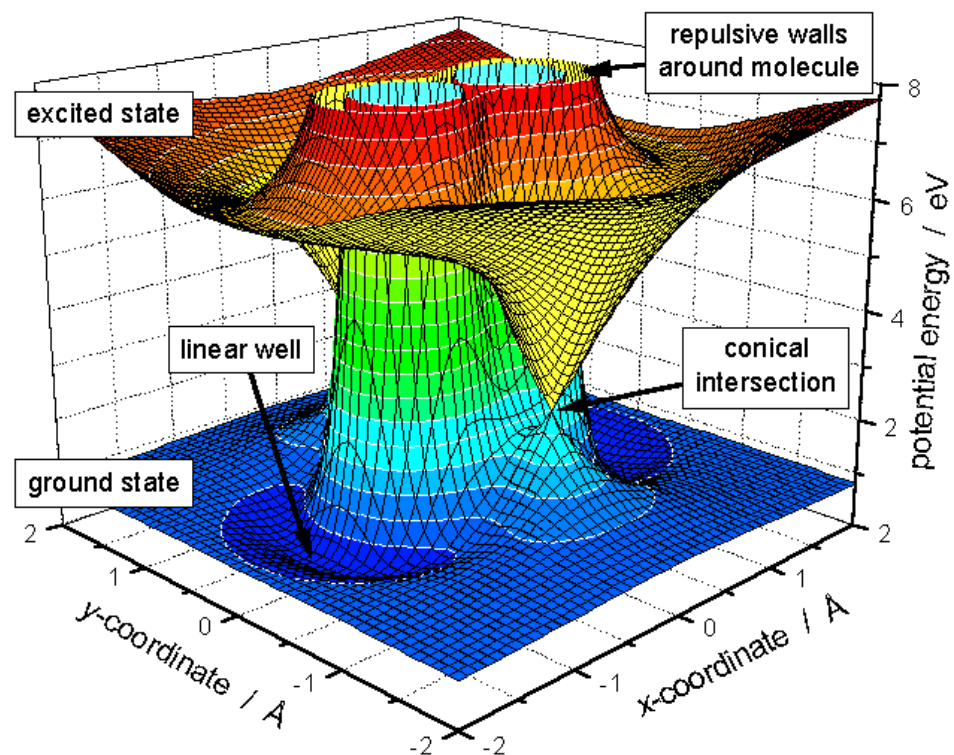 repulsive walls
around molecule
excited state
8
6
4
2
potential energy / eV
linear well
conical
intersection
ground state
2
1
0
-1
-2
y-coordinate / Å
-2
-1
0
1
2
x-coordinate / Å